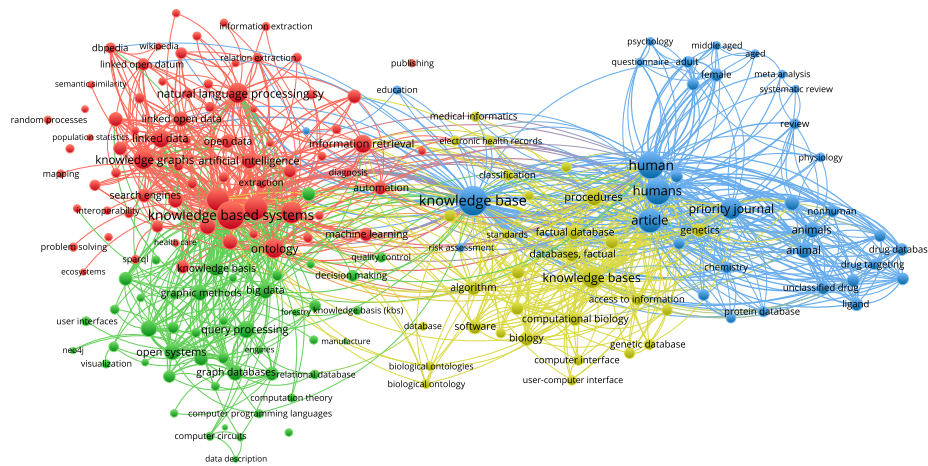 information extraction
dbpedia
wikipedia
linked open datum
relation extraction
semantic similarity
natural language processing sy
random processes
linked open data
population statistics
linked data
open data
information retrieval
knowledge graphs
artificial intelligence
mapping
diagnosis
extraction
automation
search engines
interoperability
knowledge based systems
machine learning
problem solving
health care
ontology
sparql
quality control
ecosystems
knowledge basis
decision making
graphic methods
big data
forestry
knowledge basis (kbs)
user interfaces
query processing
manufacture
neo4j
open systems
engines
visualization
graph databases
relational database
computation theory
computer programming languages
computer circuits
data description
publishing
education
medical informatics
electronic health records
classification
knowledge base
procedures
standards
factual database
risk assessment
databases, factual
knowledge bases
algorithm
access to information
database
software
computational biology
biology
genetic database
computer interface
biological ontologies
user-computer interface
biological ontology
psychology
middle aged
aged
questionnaire
adult
female
meta analysis
systematic review
review
physiology
human
humans
priority journal
nonhuman
article
genetics
animals
animal
drug databas
drug targeting
chemistry
unclassified drug
ligand
protein database